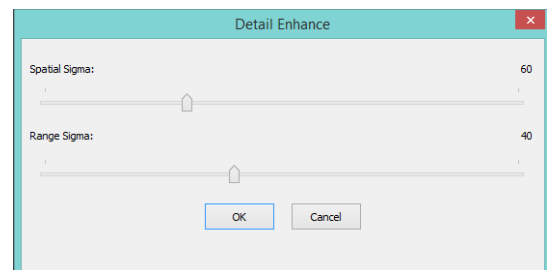 Detail Enhance
Spatial Sigma: 60
Range Sigma: 40
OK Cancel